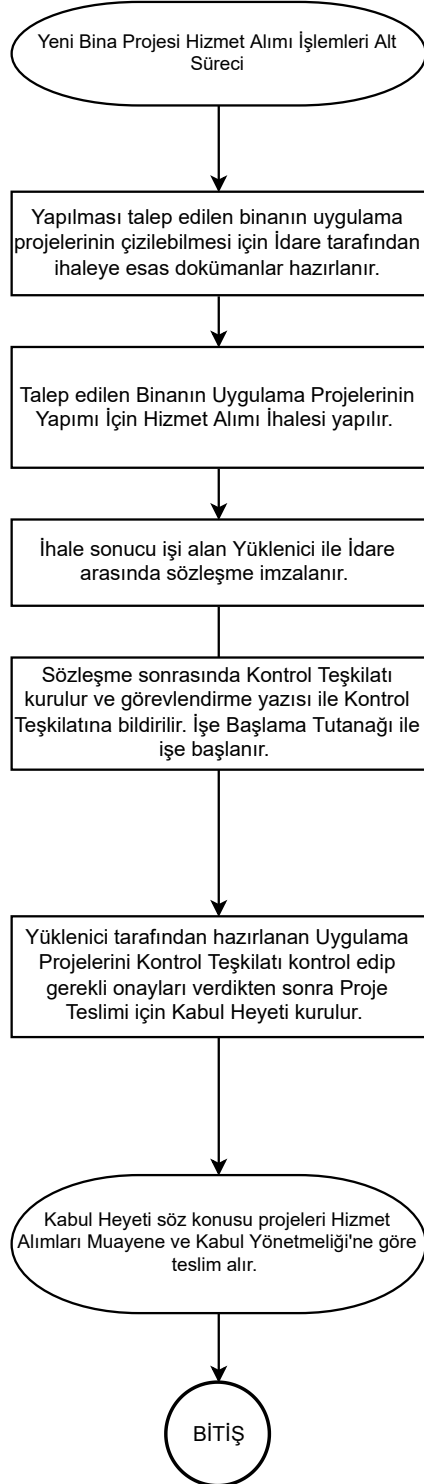 Yeni Bina Projesi Hizmet Alımı İşlemleri Alt
Süreci
Yapılması talep edilen binanın uygulama
projelerinin çizilebilmesi için İdare tarafından
ihaleye esas dokümanlar hazırlanır.
Talep edilen Binanın Uygulama Projelerinin
Yapımı İçin Hizmet Alımı İhalesi yapılır.
İhale sonucu işi alan Yüklenici ile İdare
arasında sözleşme imzalanır.
Sözleşme sonrasında Kontrol Teşkilatı
kurulur ve görevlendirme yazısı ile Kontrol
Teşkilatına bildirilir. İşe Başlama Tutanağı ile
işe başlanır.
Yüklenici tarafından hazırlanan Uygulama
Projelerini Kontrol Teşkilatı kontrol edip
gerekli onayları verdikten sonra Proje
Teslimi için Kabul Heyeti kurulur.
Kabul Heyeti söz konusu projeleri Hizmet
Alımları Muayene ve Kabul Yönetmeliği'ne göre
teslim alır.
BİTİŞ